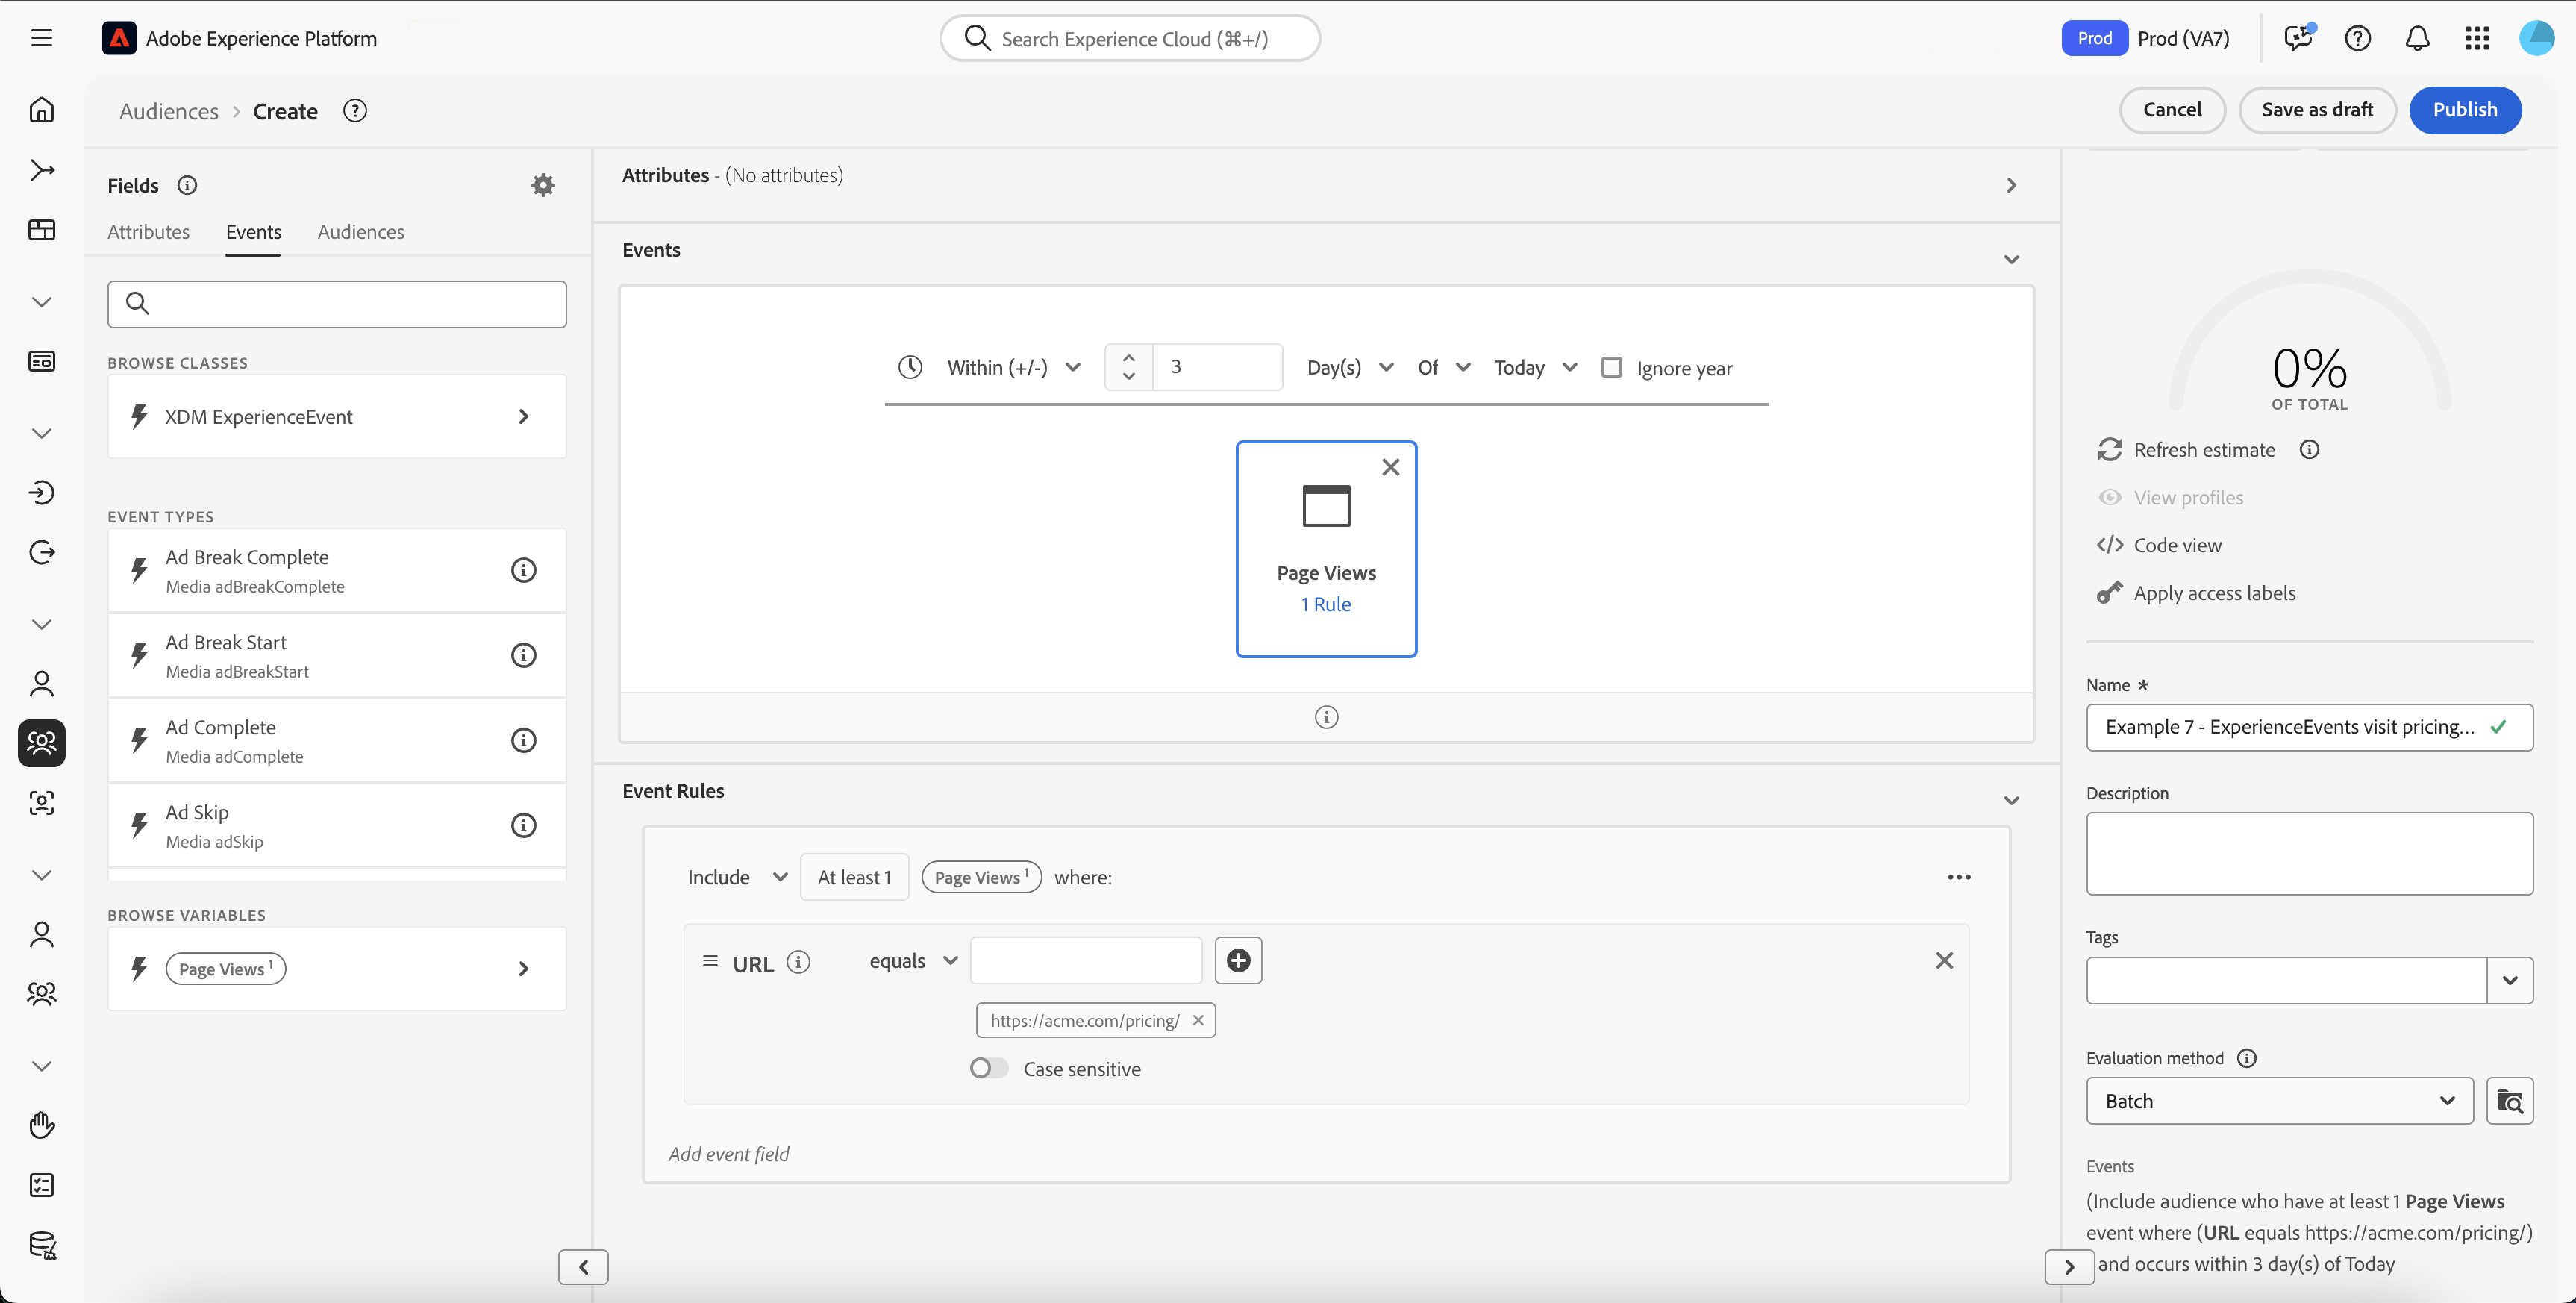 Adobe Experience Platform
Search Experience Cloud (⌘+/)
Prod
Prod (VA7)
Audiences
Create
Cancel
Save as draft
Publish
Fields
Attributes
Events
Audiences
BROWSE CLASSES
XDM ExperienceEvent
EVENT TYPES
Ad Break Complete
Media adBreakComplete
Ad Break Start
Media adBreakStart
Ad Complete
Media adComplete
Ad Skip
Media adSkip
BROWSE VARIABLES
Page Views 1
Attributes - (No attributes)
Events
Within (+/-) 3 Day(s) Of Today Ignore year
Page Views
1 Rule
Event Rules
Include At least 1 Page Views 1 where:
URL equals
https://acme.com/pricing/
Case sensitive
Add event field
0%
OF TOTAL
Refresh estimate
View profiles
Code view
Apply access labels
Name *
Example 7 - ExperienceEvents visit pricing...
Description
Tags
Evaluation method
Batch
Events
(Include audience who have at least 1 Page Views
event where (URL equals https://acme.com/pricing/)
and occurs within 3 day(s) of Today